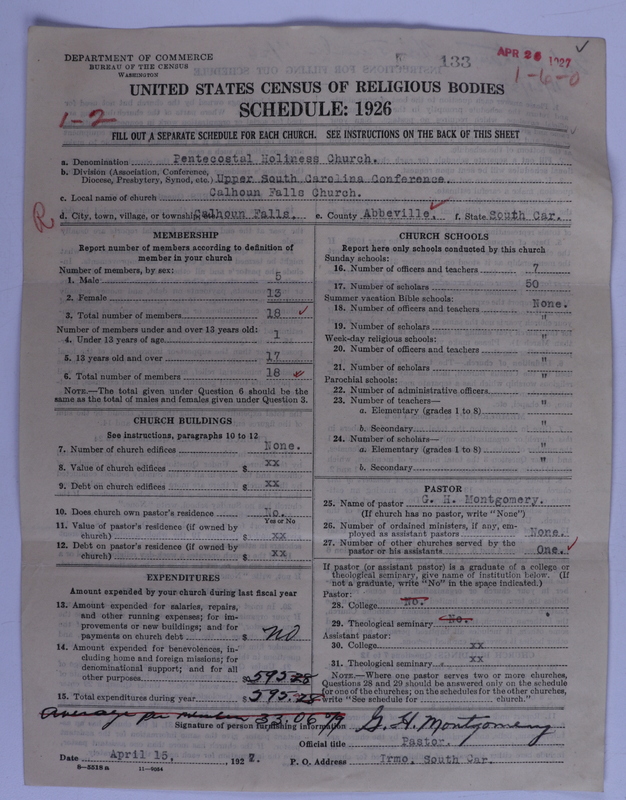 DEPARTMENT OF COMMERCE
BUREAU OF THE CENSUS
WASHINGTON
133
APR 26 1927
1-6-0
UNITED STATES CENSUS OF RELIGIOUS BODIES
SCHEDULE: 1926
1-2
FILL OUT A SEPARATE SCHEDULE FOR EACH CHURCH. SEE INSTRUCTIONS ON THE BACK OF THIS SHEET
a. Denomination Pentecostal Holiness Church.
b. Division (Association, Conference, Diocese, Presbytery, Synod, etc.) Upper South Carolina Conference.
c. Local name of church Calhoun Falls Church.
R
d. City, town, village, or township Calhoun Falls. e. County Abbeville. f. State South Car.
MEMBERSHIP
Report number of members according to definition of
member in your church
Number of members, by sex:
1. Male 5
2. Female 13
3. Total number of members 18
Number of members under and over 13 years old:
4. Under 13 years of age 1
5. 13 years old and over 17
6. Total number of members 18
NOTE.—The total given under Question 6 should be
same as the total of males and females given under Question 3.
CHURCH BUILDINGS
See instructions, paragraphs 10 to 12
7. Number of church edifices None.
8. Value of church edifices $ xx
9. Debt on church edifices $ xx
10. Does church own pastor's residence No.
Yes or No
11. Value of pastor's residence (if owned by
church) $ xx
12. Debt on pastor's residence (if owned by
church) $ xx
EXPENDITURES
Amount expended by your church during last fiscal year
13. Amount expended for salaries, repairs,
and other running expenses; for im-
provements or new buildings; and for
payments on church debt $ no
14. Amount expended for benevolences, in-
cluding home and foreign missions; for
denominational support; and for all
other purposes $ 595.28
15. Total expenditures during year $ 595.28
Average per member 33.06
CHURCH SCHOOLS
Report here only schools conducted by this church
Sunday schools:
16. Number of officers and teachers 7
17. Number of scholars 50
Summer vacation Bible schools:
18. Number of officers and teachers None.
19. Number of scholars "
Week-day religious schools:
20. Number of officers and teachers "
21. Number of scholars "
Parochial schools:
22. Number of administrative officers "
23. Number of teachers—
a. Elementary (grades 1 to 8) "
b. Secondary "
24. Number of scholars—
a. Elementary (grades 1 to 8) "
b. Secondary "
PASTOR
25. Name of pastor G. H. Montgomery.
(If church has no pastor, write "None")
26. Number of ordained ministers, if any, em-
ployed as assistant pastors None.
27. Number of other churches served by the
pastor or his assistants One.
If pastor (or assistant pastor) is a graduate of a college or
theological seminary, give name of institution below. (If
not a graduate, write "No" in the space indicated.)
Pastor:
28. College No.
29. Theological seminary No.
Assistant pastor:
30. College xx
31. Theological seminary xx
NOTE.—Where one pastor serves two or more churches,
Questions 28 and 29 should be answered only on the schedule
for one of the churches; on the schedules for the other churches,
write "See schedule for church."
Signature of person furnishing information G. H. Montgomery
Official title Pastor.
Date April 15, 1927. P. O. Address Irmo. South Car.
8—5518 a 11—9084